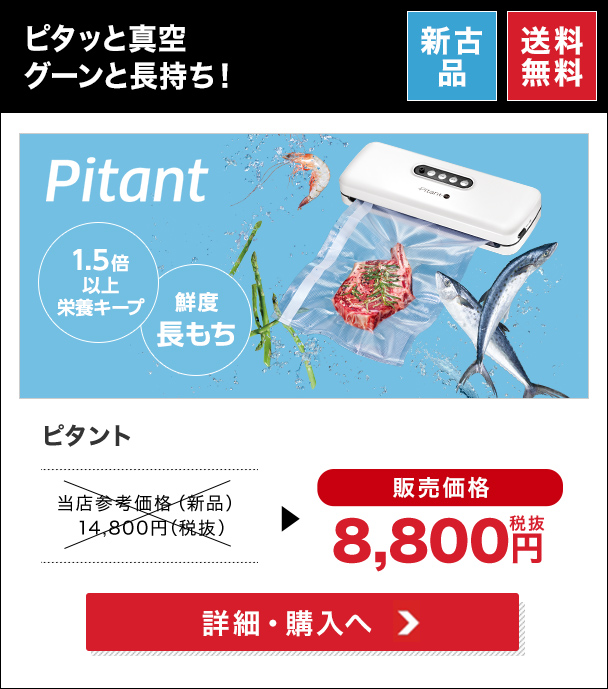 ピタッと真空
グーンと長持ち!
新古
品
送料
無料
Pitant
1.5倍
以上
栄養キープ
鮮度
長もち
Pitant
ピタント
当店参考価格（新品）
14,800円（税抜）
販売価格
8,800円税抜
詳細・購入へ